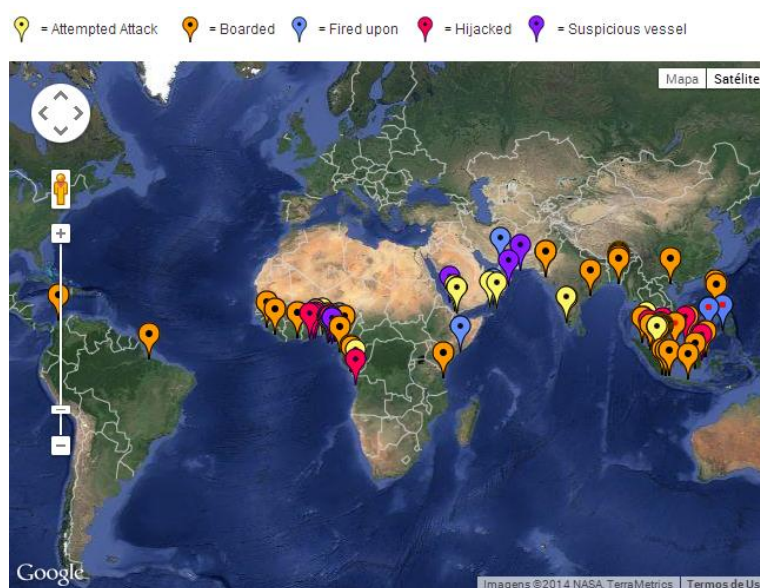 = Attempted Attack = Boarded = Fired upon = Hijacked = Suspicious vessel
Mapa Satélite
+
−
Google
Imagens ©2014 NASA, TerraMetrics Termos de Us